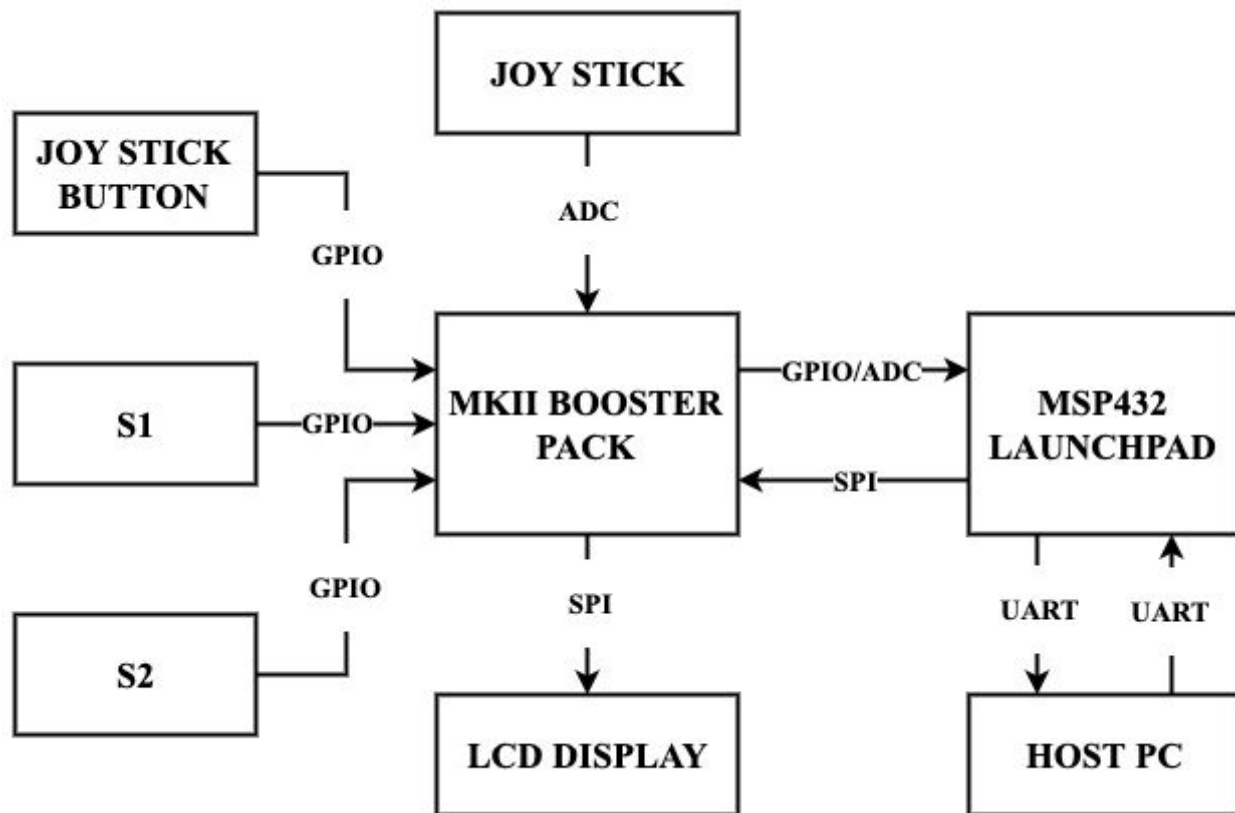 JOY STICK
JOY STICK
BUTTON
ADC
GPIO
MKII BOOSTER
PACK
GPIO/ADC
MSP432
LAUNCHPAD
S1
GPIO
SPI
GPIO
SPI
UART
UART
S2
LCD DISPLAY
HOST PC